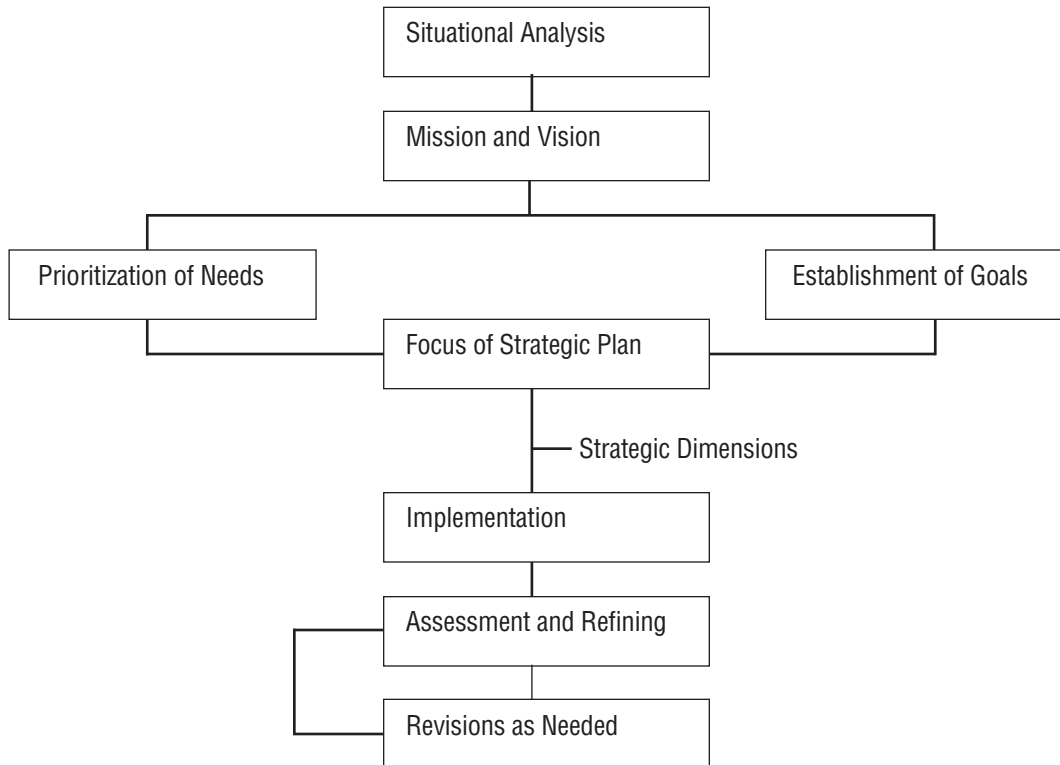 Situational Analysis
Mission and Vision
Prioritization of Needs
Establishment of Goals
Focus of Strategic Plan
Strategic Dimensions
Implementation
Assessment and Refining
Revisions as Needed